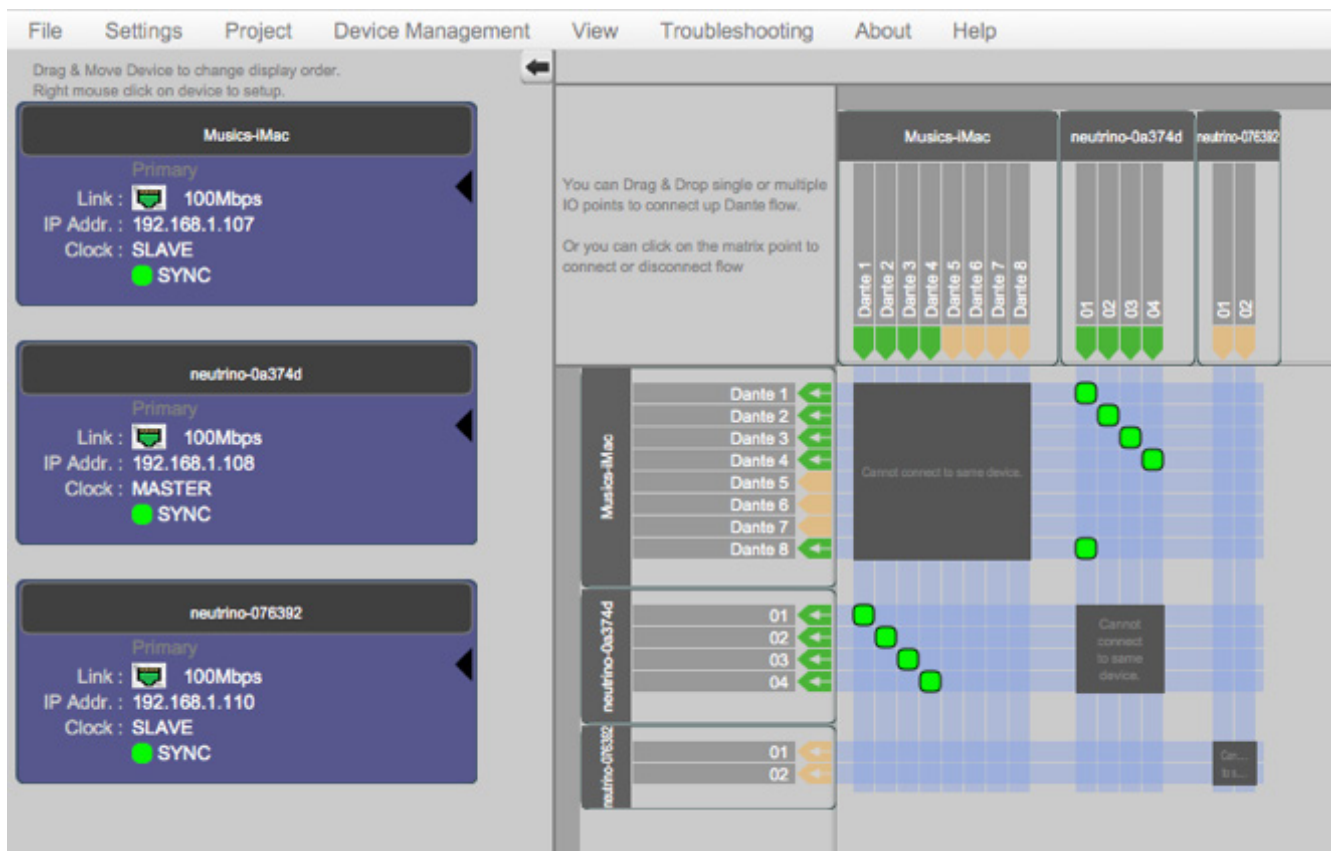 File Settings Project Device Management View Troubleshooting About Help
Drag & Move Device to change display order.
Right mouse click on device to setup.
Musics-iMac
Primary
Link : 100Mbps
IP Addr. : 192.168.1.107
Clock : SLAVE
SYNC
neutrino-0a374d
Primary
Link : 100Mbps
IP Addr. : 192.168.1.108
Clock : MASTER
SYNC
neutrino-076392
Primary
Link : 100Mbps
IP Addr. : 192.168.1.110
Clock : SLAVE
SYNC
You can Drag & Drop single or multiple
IO points to connect up Dante flow.
Or you can click on the matrix point to
connect or disconnect flow
Musics-iMac
Dante 1
Dante 2
Dante 3
Dante 4
Dante 5
Dante 6
Dante 7
Dante 8
neutrino-0a374d
01
02
03
04
neutrino-076392
01
02
Musics-iMac
Dante 1
Dante 2
Dante 3
Dante 4
Dante 5
Dante 6
Dante 7
Dante 8
Cannot connect to same device.
neutrino-0a374d
01
02
03
04
Cannot
connect
to same
device.
neutrino-076392
01
02
Can...
to s...